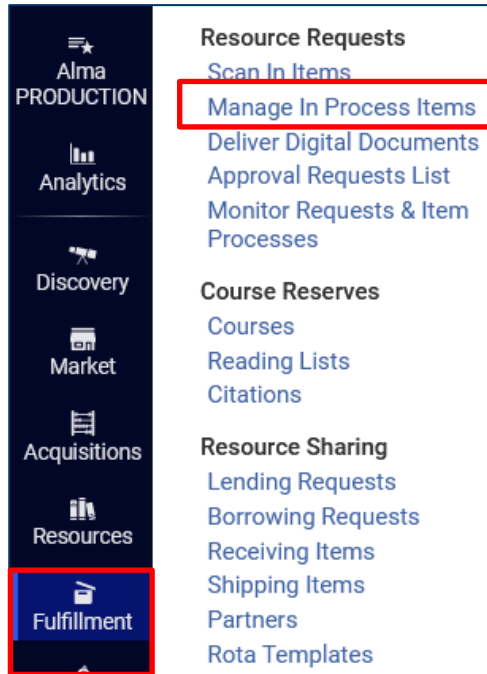 Alma
PRODUCTION
Analytics
Discovery
Market
Acquisitions
Resources
Fulfillment
Resource Requests
Scan In Items
Manage In Process Items
Deliver Digital Documents
Approval Requests List
Monitor Requests & Item
Processes
Course Reserves
Courses
Reading Lists
Citations
Resource Sharing
Lending Requests
Borrowing Requests
Receiving Items
Shipping Items
Partners
Rota Templates